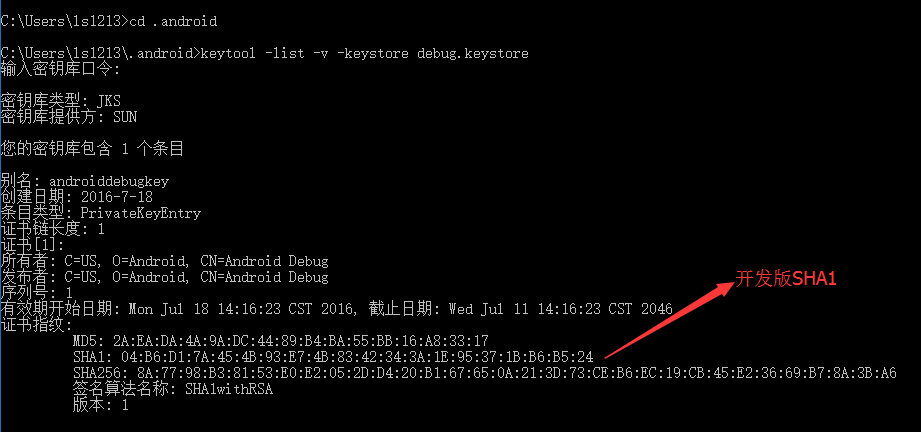 C:\Users\ls1213>cd .android
C:\Users\ls1213\.android>keytool -list -v -keystore debug.keystore
输入密钥库口令:
密钥库类型: JKS
密钥库提供方: SUN
您的密钥库包含 1 个条目
别名: androiddebugkey
创建日期: 2016-7-18
条目类型: PrivateKeyEntry
证书链长度: 1
证书[1]:
所有者: C=US, O=Android, CN=Android Debug
发布者: C=US, O=Android, CN=Android Debug
序列号: 1
有效期开始日期: Mon Jul 18 14:16:23 CST 2016, 截止日期: Wed Jul 11 14:16:23 CST 2046
证书指纹:
MD5: 2A:EA:DA:4A:9A:DC:44:89:B4:BA:55:BB:16:A8:33:17
SHA1: 04:B6:D1:7A:45:4B:93:E7:4B:83:42:34:3A:1E:95:37:1B:B6:B5:24
SHA256: 8A:77:98:B3:81:53:E0:E2:05:2D:D4:20:B1:67:65:0A:21:3D:73:CE:B6:EC:19:CB:45:E2:36:69:B7:8A:3B:A6
签名算法名称: SHA1withRSA
版本: 1
开发版SHA1